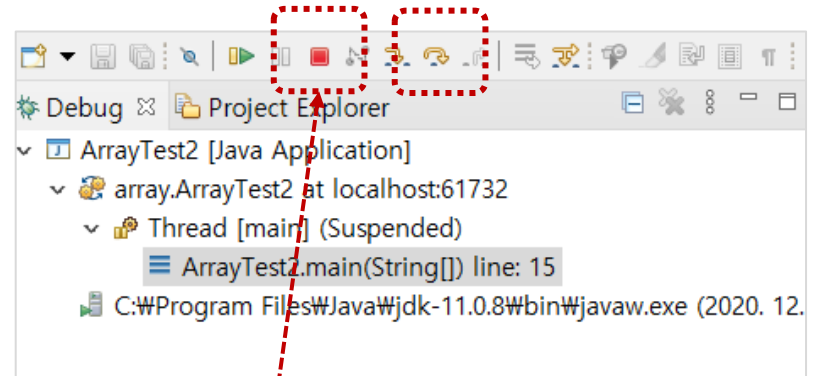 Debug Project Explorer
ArrayTest2 [Java Application]
array.ArrayTest2 at localhost:61732
Thread [main] (Suspended)
ArrayTest2.main(String[]) line: 15
C:₩Program Files₩Java₩jdk-11.0.8₩bin₩javaw.exe (2020. 12.